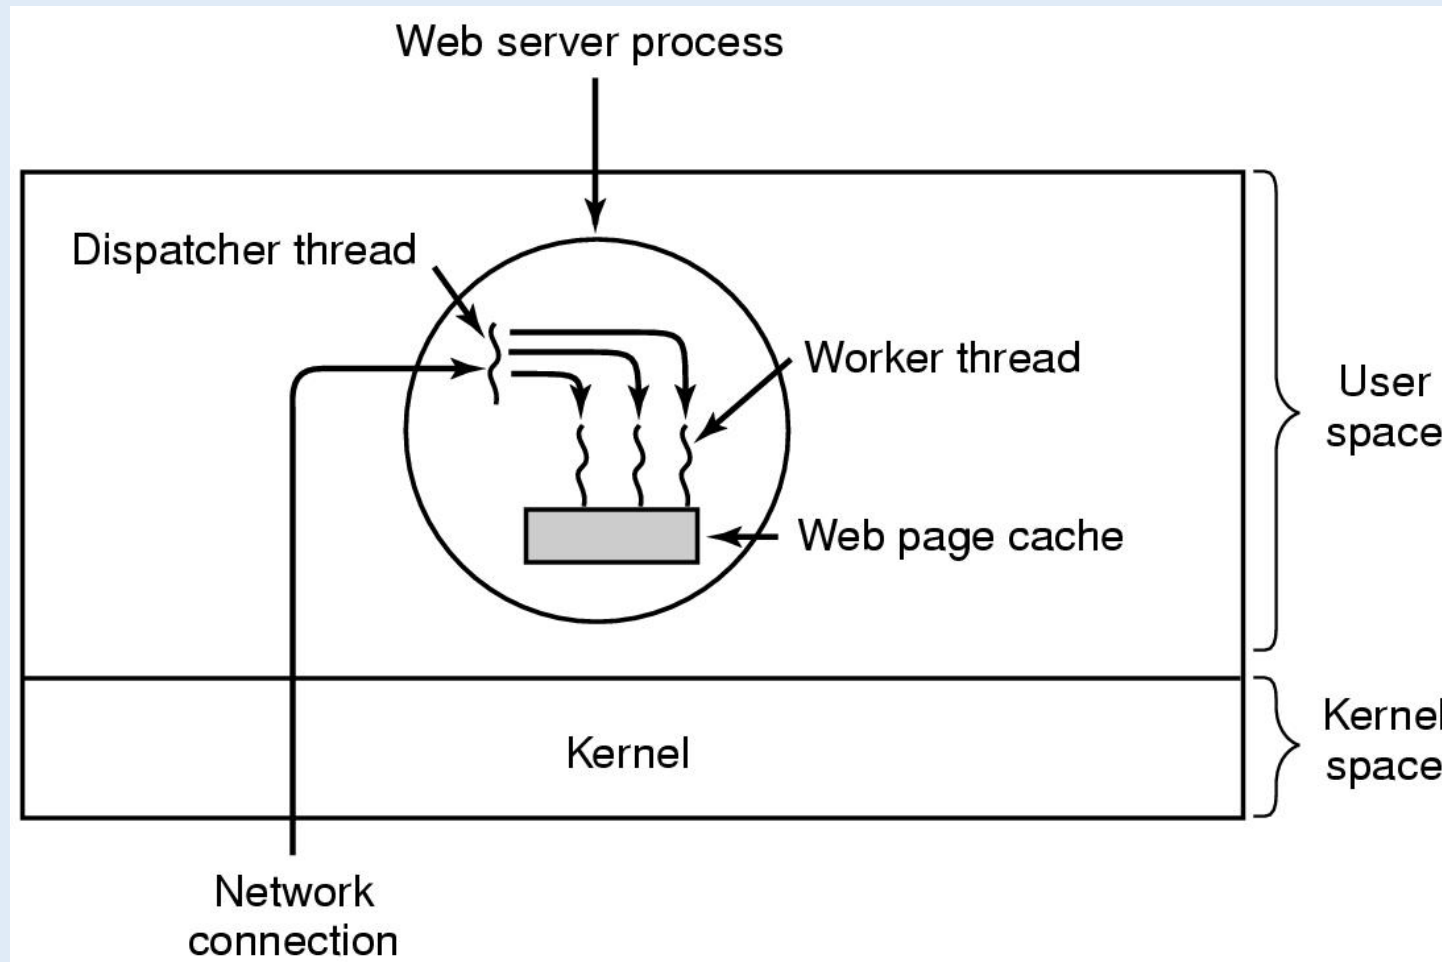 Web server process
Dispatcher thread
Worker thread
User
space
Web page cache
Kernel
space
Kernel
Network
connection